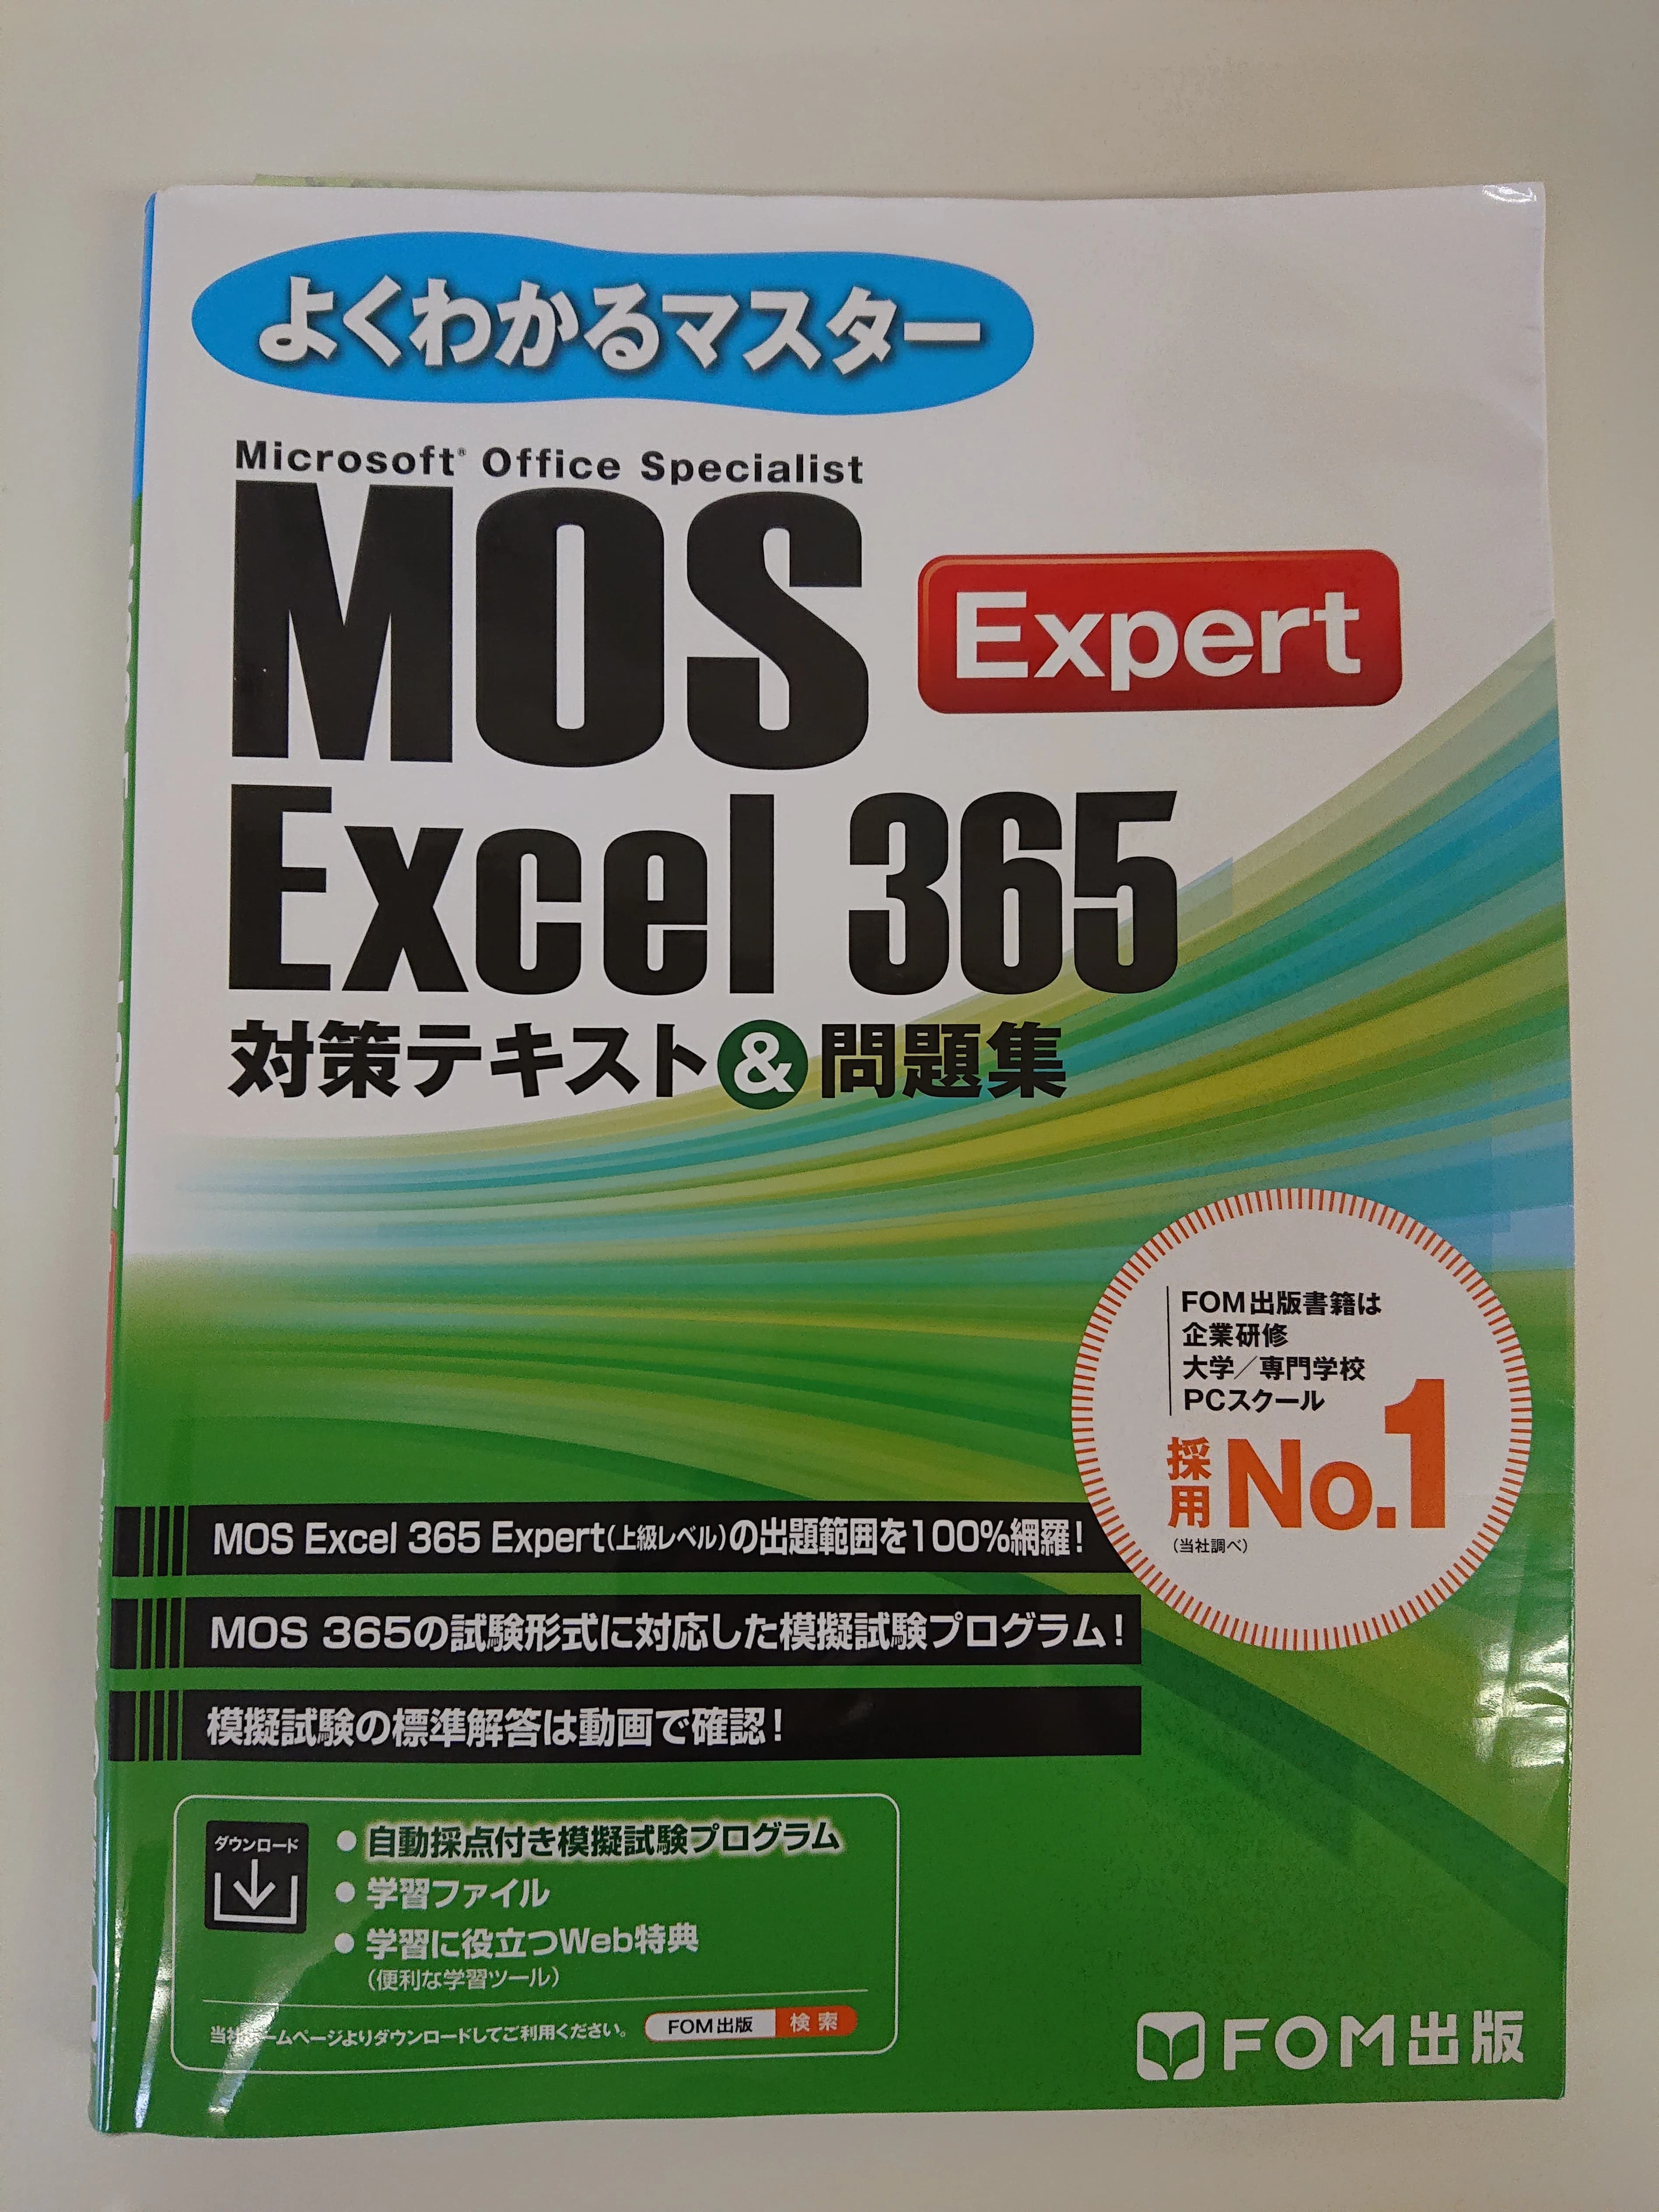 よくわかるマスター
Microsoft® Office Specialist
MOS
Expert
Excel 365
対策テキスト&問題集
FOM出版書籍は
企業研修
大学／専門学校
PCスクール
採用No.1
（当社調べ）
MOS Excel 365 Expert（上級レベル）の出題範囲を100%網羅！
MOS 365の試験形式に対応した模擬試験プログラム！
模擬試験の標準解答は動画で確認！
ダウンロード
● 自動採点付き模擬試験プログラム
● 学習ファイル
● 学習に役立つWeb特典
（便利な学習ツール）
当社ホームページよりダウンロードしてご利用ください。
FOM出版 検索
FOM出版